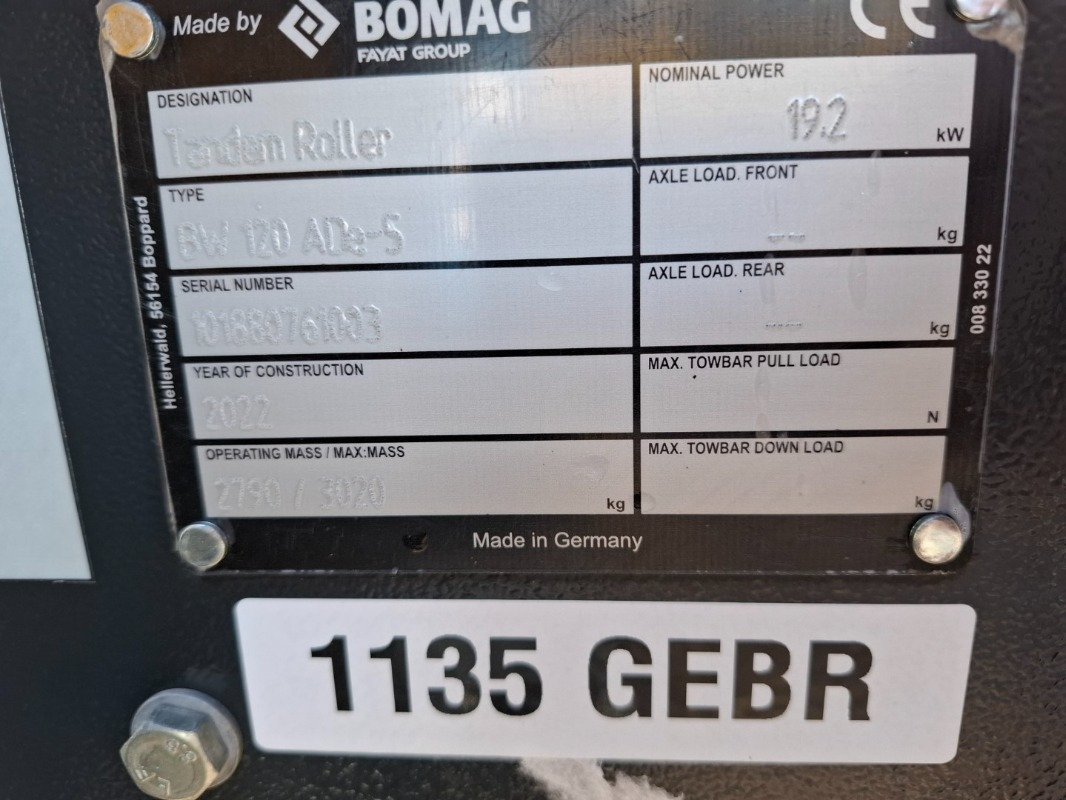 Made by BOMAG
FAYAT GROUP
CE
DESIGNATION
Tandem Roller
NOMINAL POWER
19.2 kW
TYPE
BW 120 ADe-5
AXLE LOAD. FRONT
--- kg
SERIAL NUMBER
101880761003
AXLE LOAD. REAR
--- kg
YEAR OF CONSTRUCTION
2022
MAX. TOWBAR PULL LOAD
N
OPERATING MASS / MAX:MASS
2790 / 3020 kg
MAX. TOWBAR DOWN LOAD
kg
Hellerwald, 56154 Boppard
008 330 22
Made in Germany
1135 GEBR
8.8